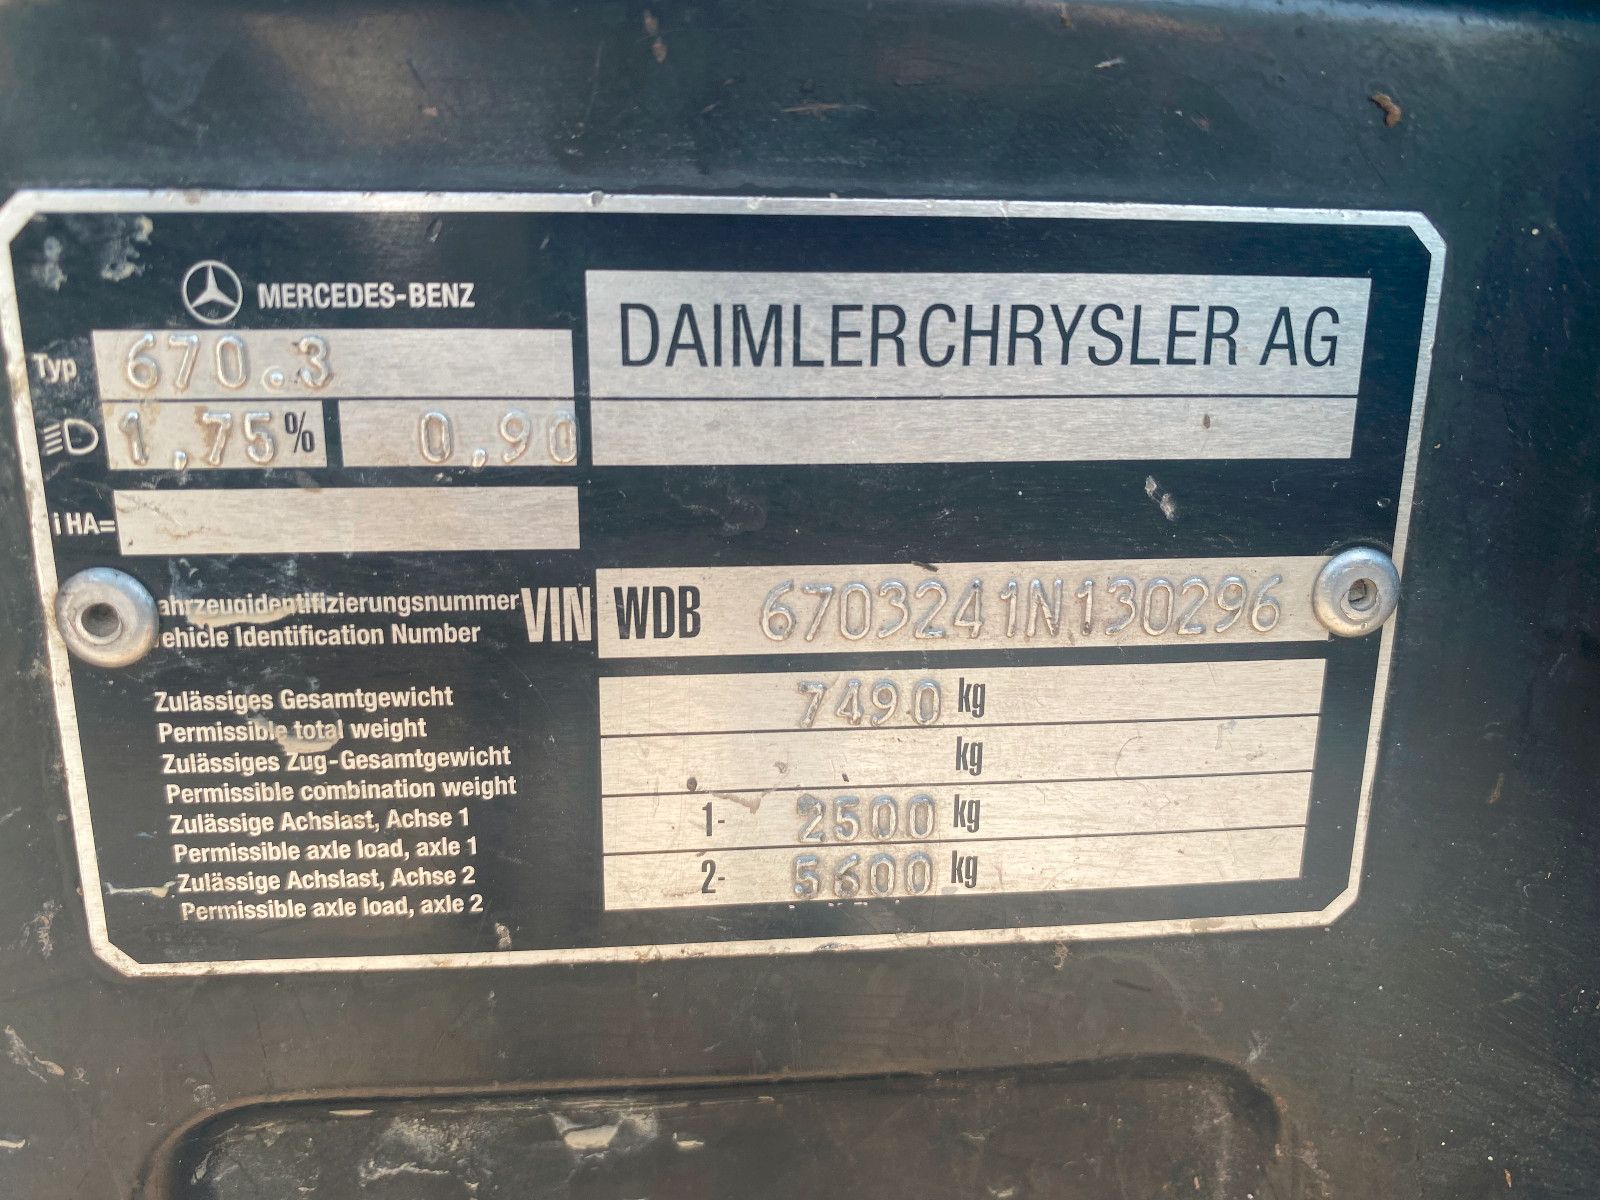 MERCEDES-BENZ
DAIMLERCHRYSLER AG
Typ 670.3
1,75% 0,90
i HA=
ahrzeugidentifizierungsnummer
ehicle Identification Number
VIN WDB 6703241N130296
Zulässiges Gesamtgewicht
Permissible total weight
7490 kg
Zulässiges Zug-Gesamtgewicht
Permissible combination weight
kg
Zulässige Achslast, Achse 1
Permissible axle load, axle 1
1- 2500 kg
Zulässige Achslast, Achse 2
Permissible axle load, axle 2
2- 5600 kg